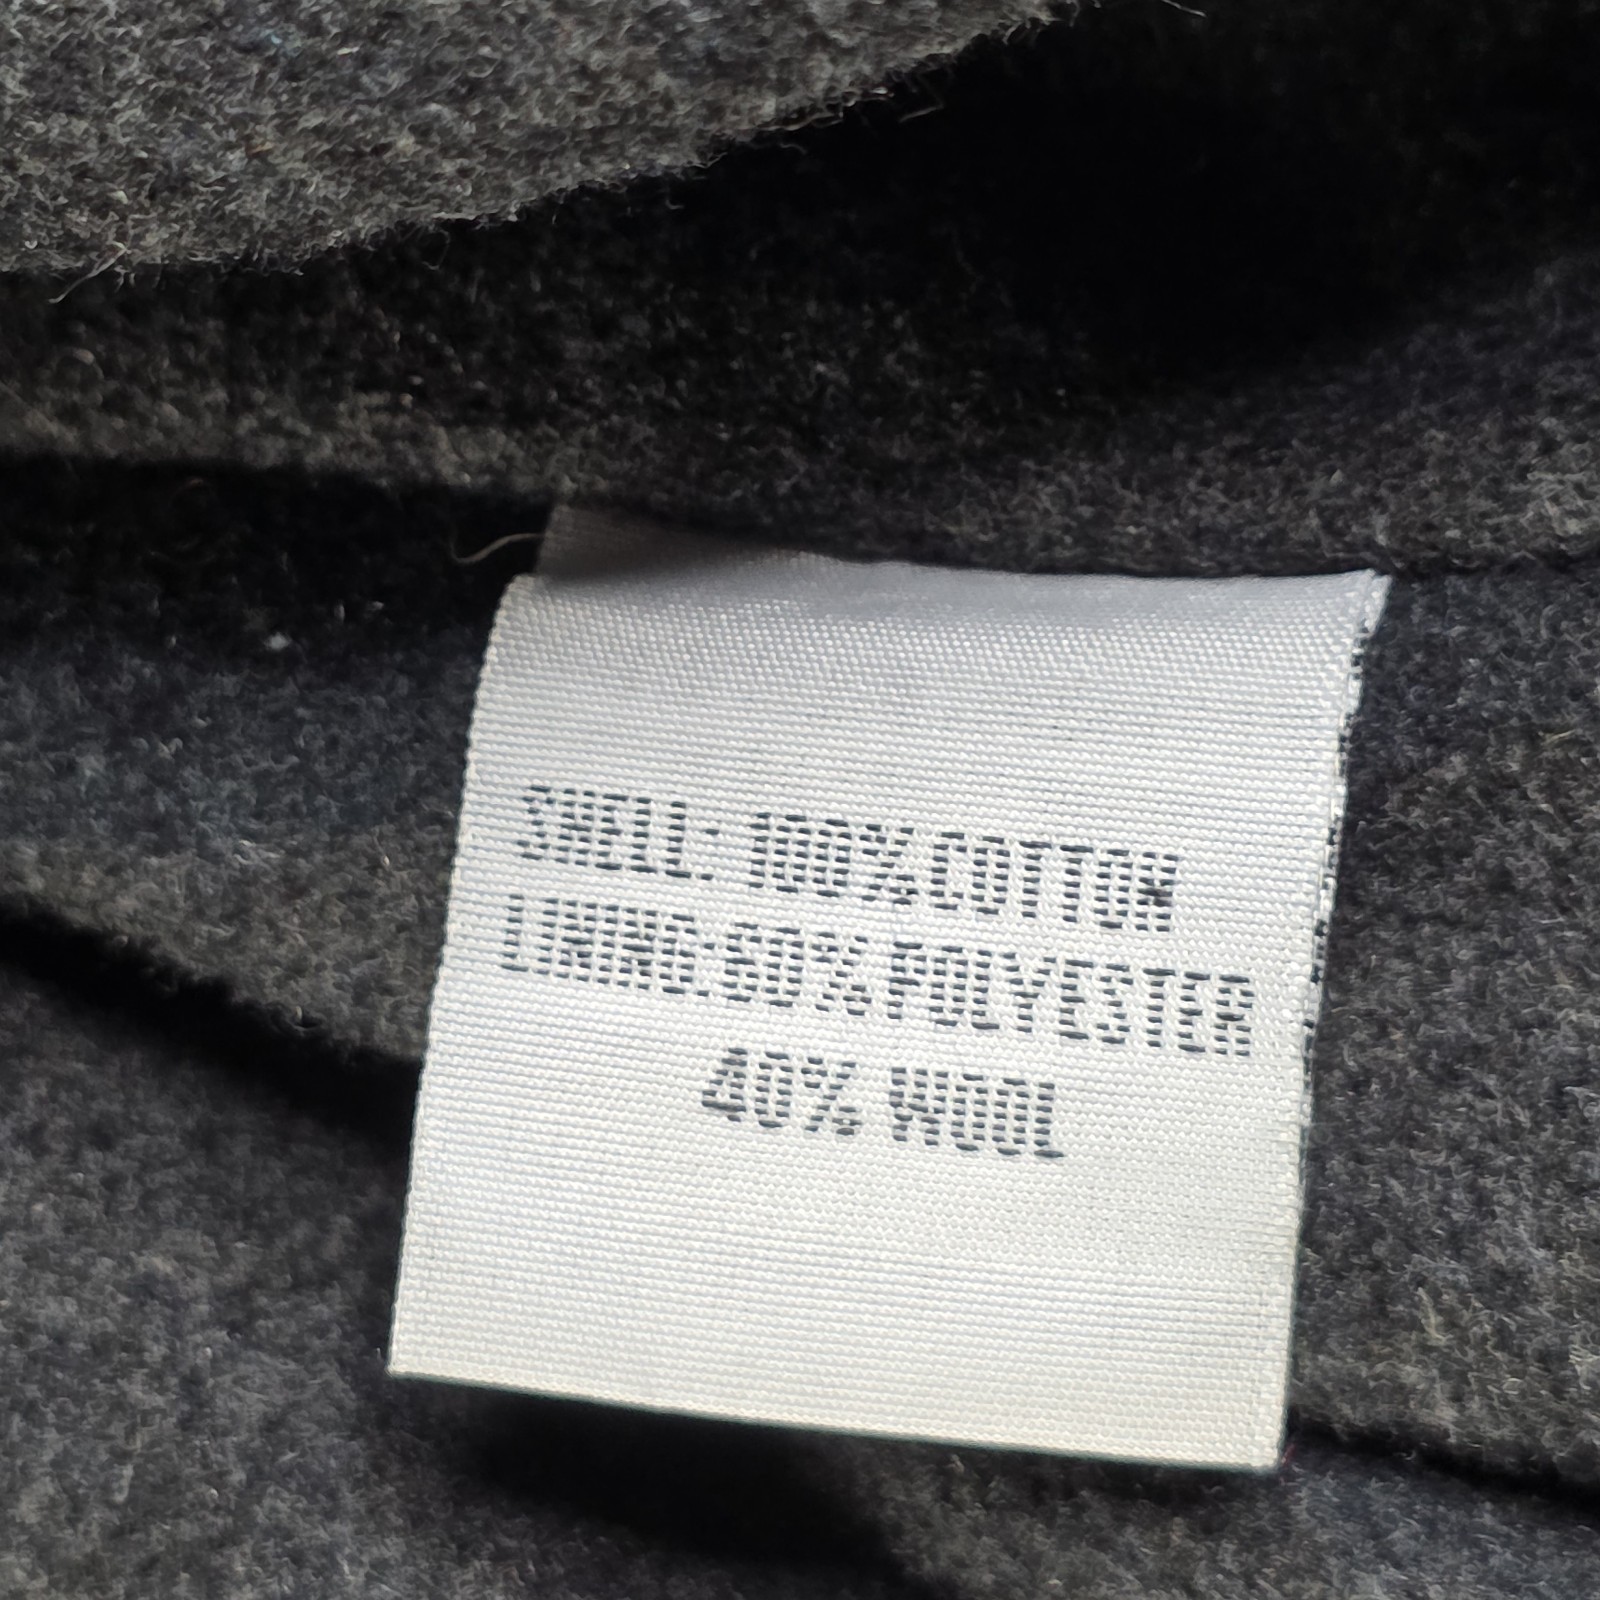 SHELL: 100%COTTON
LINING:60%POLYESTER
40% WOOL